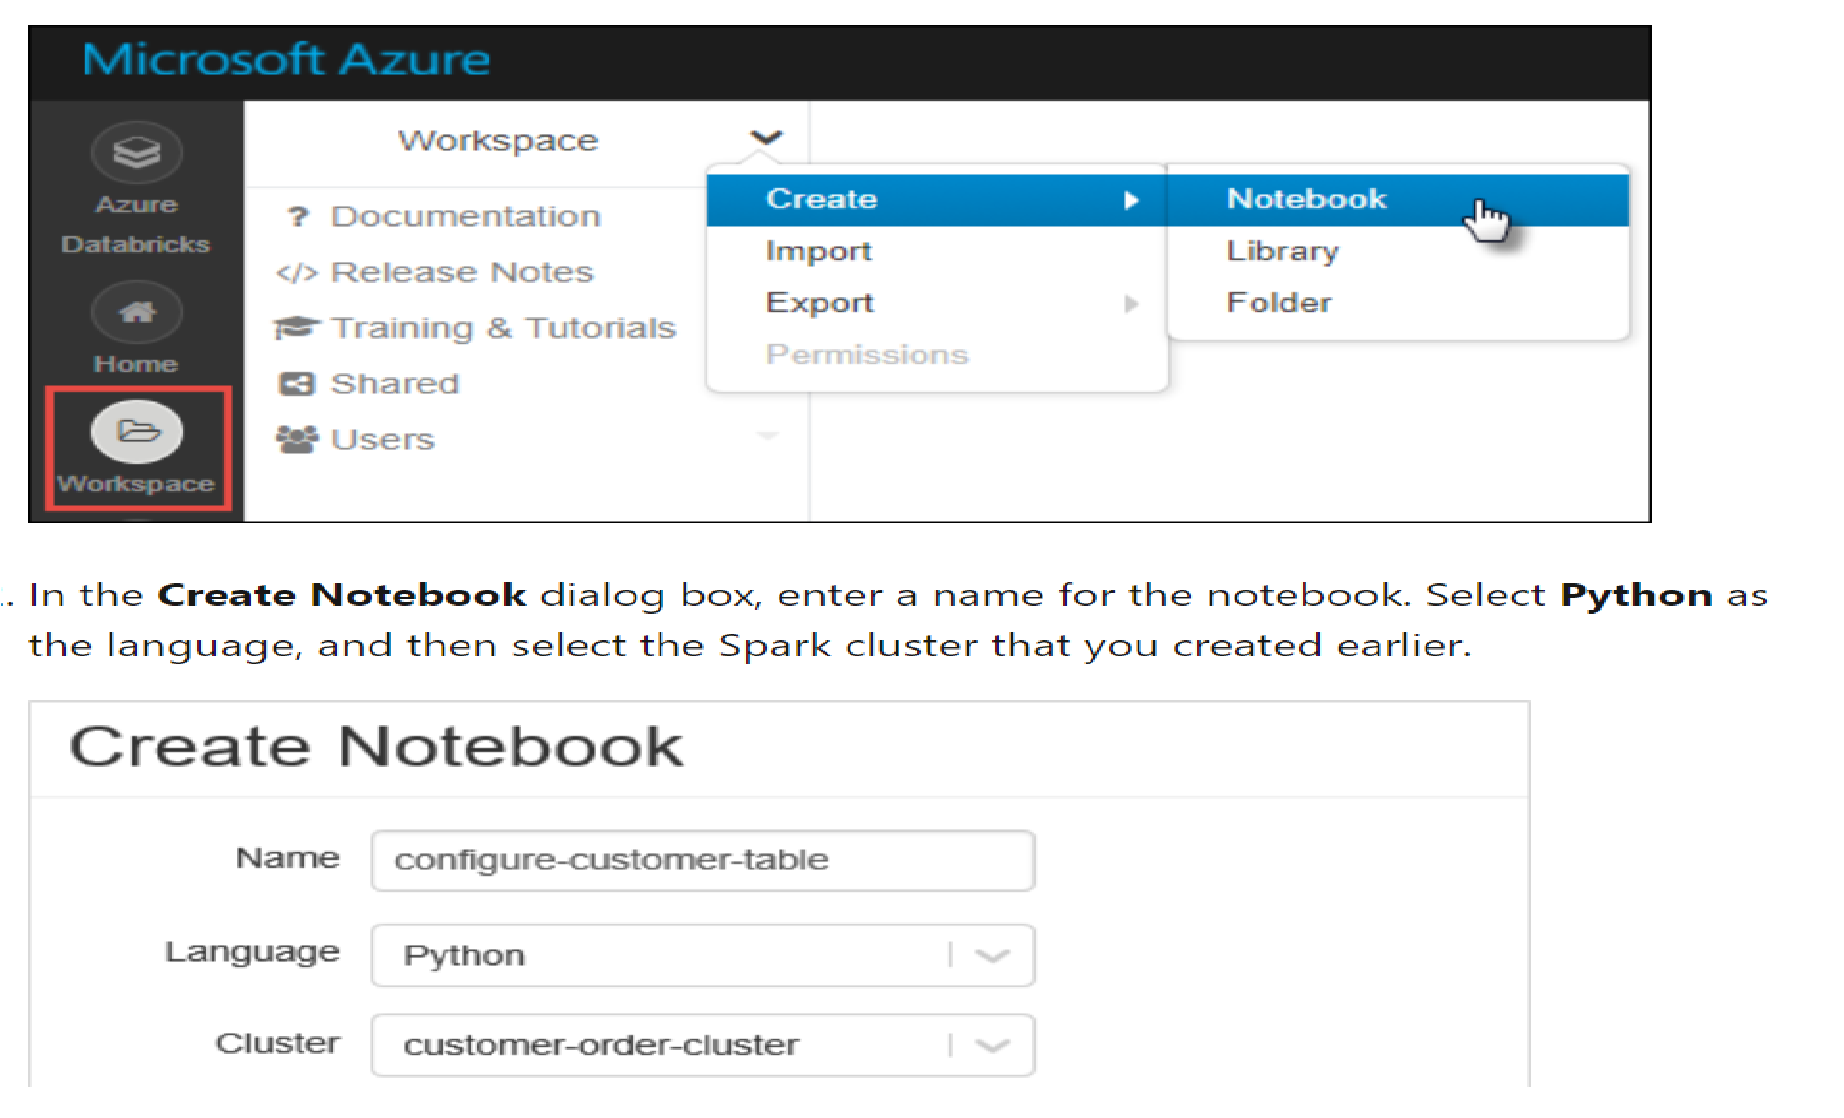 Microsoft Azure
Workspace
Azure
Databricks
Home
Workspace
? Documentation
</> Release Notes
Training & Tutorials
Shared
Users
Create
Import
Export
Permissions
Notebook
Library
Folder
. In the Create Notebook dialog box, enter a name for the notebook. Select Python as
the language, and then select the Spark cluster that you created earlier.
Create Notebook
Name configure-customer-table
Language Python
Cluster customer-order-cluster